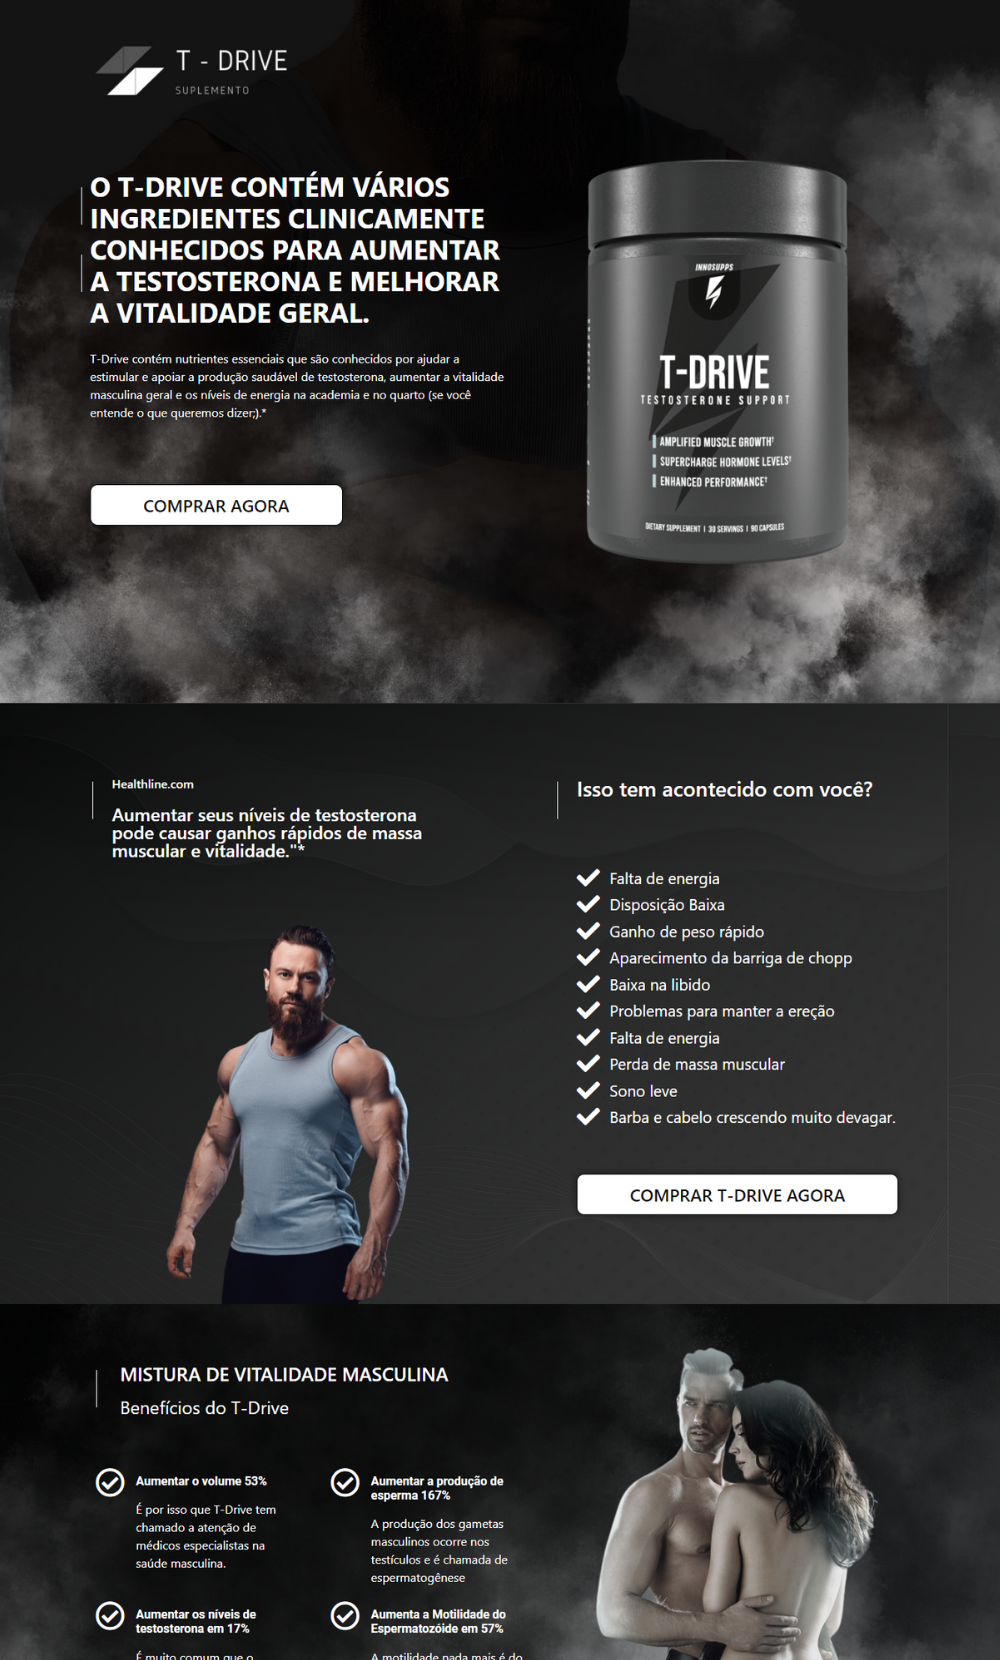 T - DRIVE
SUPLEMENTO
O T-DRIVE CONTÉM VÁRIOS
INGREDIENTES CLINICAMENTE
CONHECIDOS PARA AUMENTAR
A TESTOSTERONA E MELHORAR
A VITALIDADE GERAL.
T-Drive contém nutrientes essenciais que são conhecidos por ajudar a
estimular e apoiar a produção saudável de testosterona, aumentar a vitalidade
masculina geral e os níveis de energia na academia e no quarto (se você
entende o que queremos dizer;).*
COMPRAR AGORA
INNOSUPPS
T-DRIVE
TESTOSTERONE SUPPORT
AMPLIFIED MUSCLE GROWTH†
SUPERCHARGE HORMONE LEVELS†
ENHANCED PERFORMANCE†
DIETARY SUPPLEMENT | 30 SERVINGS | 90 CAPSULES
Healthline.com
Aumentar seus níveis de testosterona
pode causar ganhos rápidos de massa
muscular e vitalidade."*
Isso tem acontecido com você?
Falta de energia
Disposição Baixa
Ganho de peso rápido
Aparecimento da barriga de chopp
Baixa na libido
Problemas para manter a ereção
Falta de energia
Perda de massa muscular
Sono leve
Barba e cabelo crescendo muito devagar.
COMPRAR T-DRIVE AGORA
MISTURA DE VITALIDADE MASCULINA
Benefícios do T-Drive
Aumentar o volume 53%
É por isso que T-Drive tem
chamado a atenção de
médicos especialistas na
saúde masculina.
Aumentar a produção de
esperma 167%
A produção dos gametas
masculinos ocorre nos
testículos e é chamada de
espermatogênese
Aumentar os níveis de
testosterona em 17%
É muito comum que o
Aumenta a Motilidade do
Espermatozóide em 57%
A motilidade nada mais é do